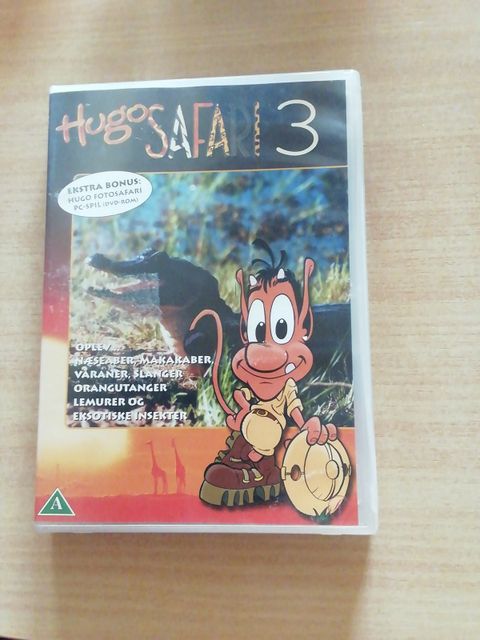 Hugo SAFARI 3
EKSTRA BONUS:
HUGO FOTOSAFARI
PC-SPIL (DVD-ROM)
OPLEV...
NÆSEABER, MAKAKABER,
VARANER, SLANGER
ORANGUTANGER
LEMURER OG
EKSOTISKE INSEKTER
A